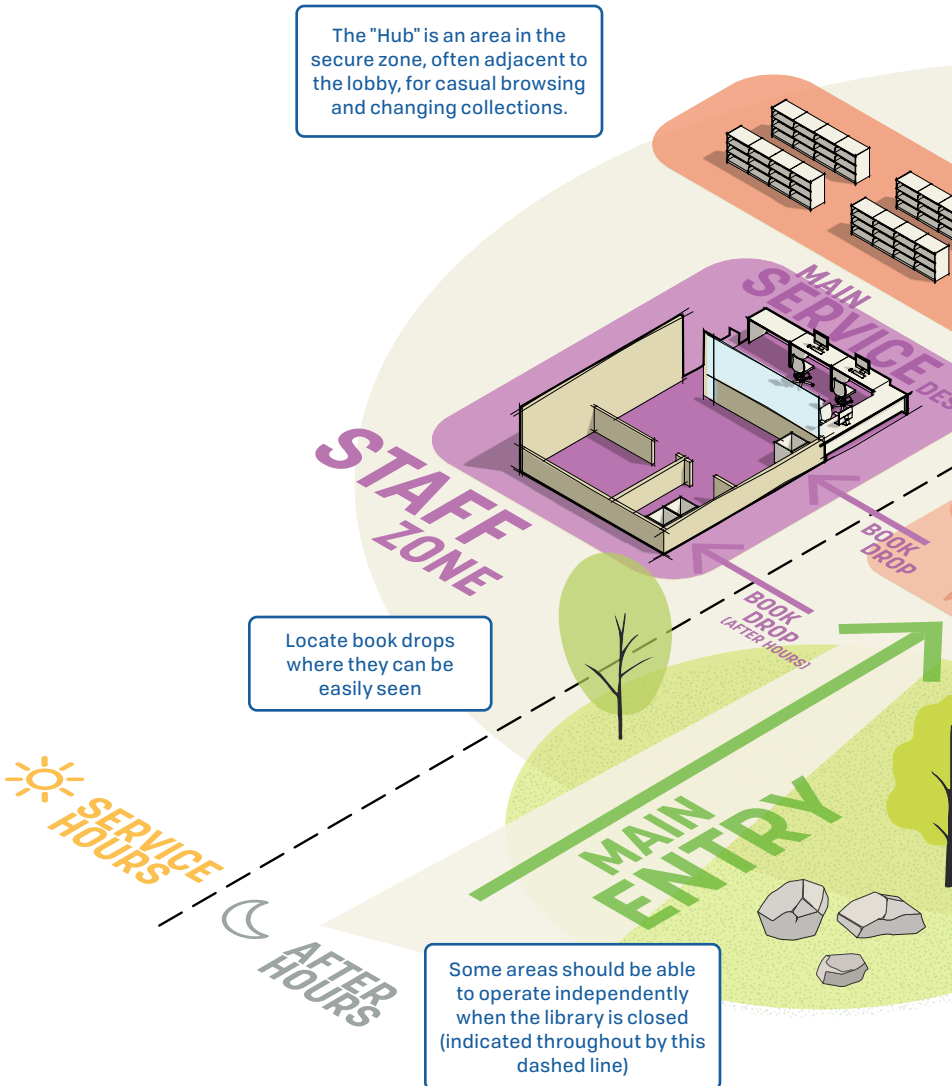 The "Hub" is an area in the
secure zone, often adjacent to
the lobby, for casual browsing
and changing collections.
MAIN
SERVICE
STAFF
ZONE
BOOK
DROP
BOOK
DROP
(AFTER HOURS)
Locate book drops
where they can be
easily seen
SERVICE
HOURS
MAIN
ENTRY
AFTER
HOURS
Some areas should be able
to operate independently
when the library is closed
(indicated throughout by this
dashed line)